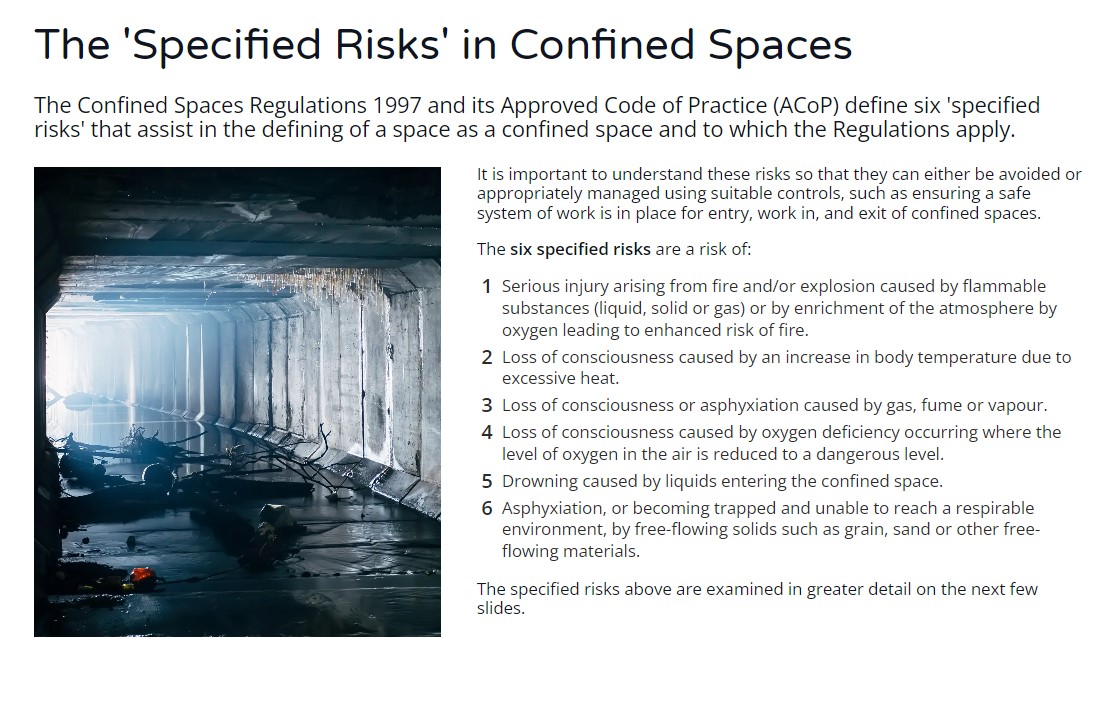 The 'Specified Risks' in Confined Spaces
The Confined Spaces Regulations 1997 and its Approved Code of Practice (ACoP) define six 'specified
risks' that assist in the defining of a space as a confined space and to which the Regulations apply.
It is important to understand these risks so that they can either be avoided or
appropriately managed using suitable controls, such as ensuring a safe
system of work is in place for entry, work in, and exit of confined spaces.
The six specified risks are a risk of:
1 Serious injury arising from fire and/or explosion caused by flammable
substances (liquid, solid or gas) or by enrichment of the atmosphere by
oxygen leading to enhanced risk of fire.
2 Loss of consciousness caused by an increase in body temperature due to
excessive heat.
3 Loss of consciousness or asphyxiation caused by gas, fume or vapour.
4 Loss of consciousness caused by oxygen deficiency occurring where the
level of oxygen in the air is reduced to a dangerous level.
5 Drowning caused by liquids entering the confined space.
6 Asphyxiation, or becoming trapped and unable to reach a respirable
environment, by free-flowing solids such as grain, sand or other free-
flowing materials.
The specified risks above are examined in greater detail on the next few
slides.